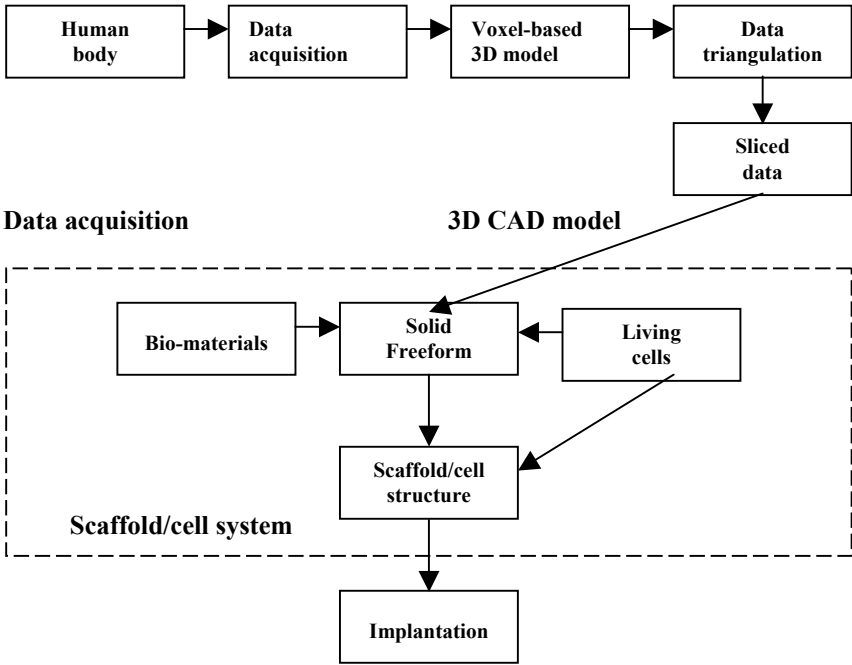 Human
body
Data
acquisition
Voxel-based
3D model
Data
triangulation
Sliced
data
Data acquisition
3D CAD model
Bio-materials
Solid
Freeform
Living
cells
Scaffold/cell
structure
Scaffold/cell system
Implantation